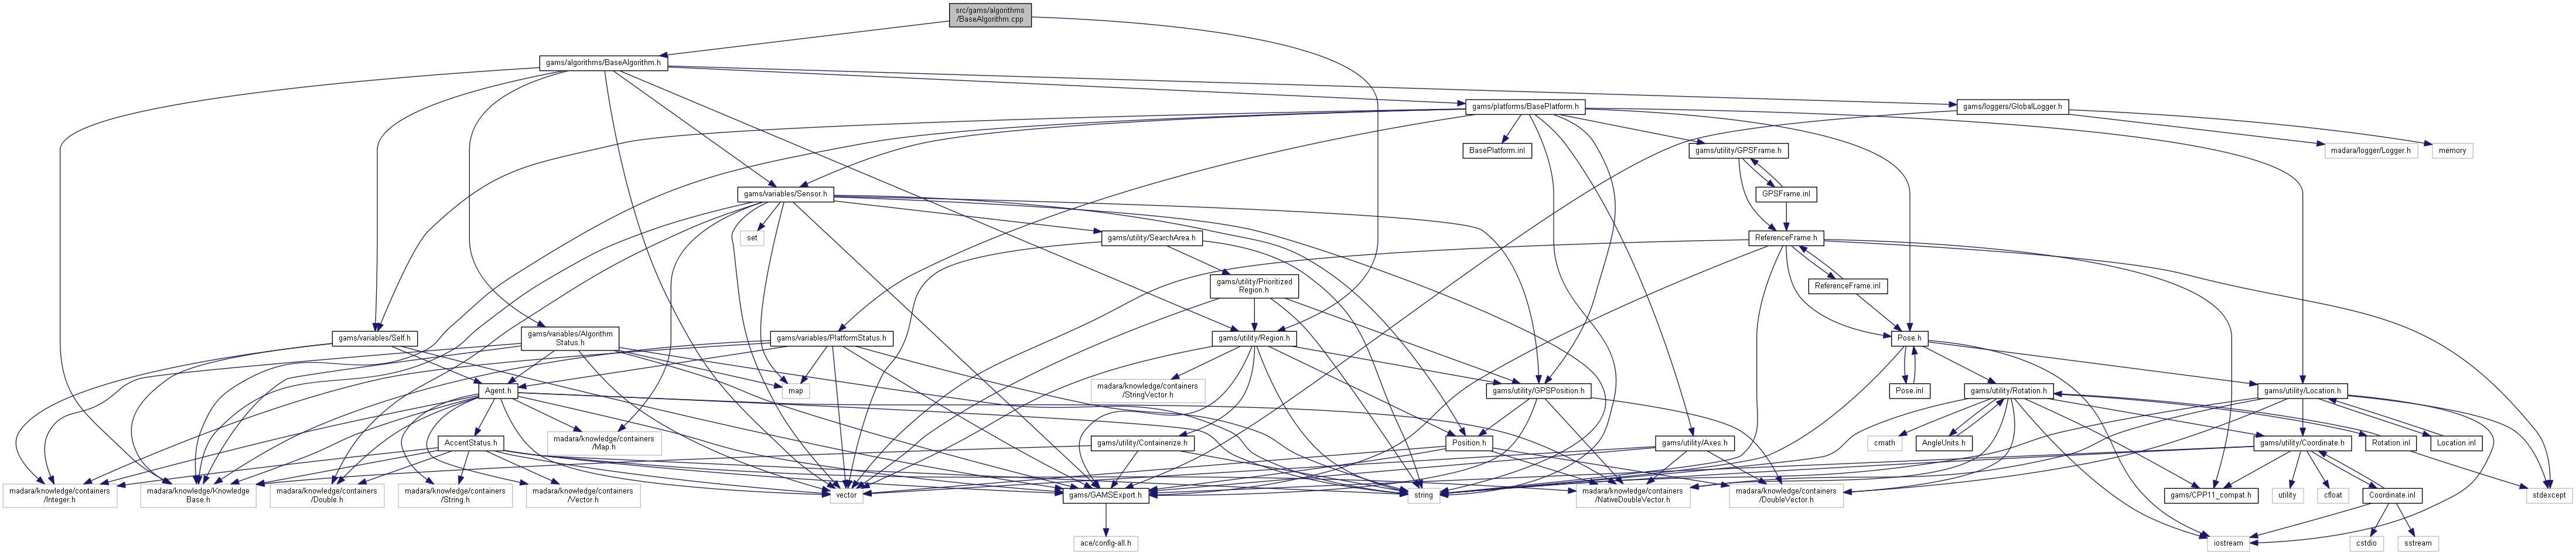 src/gams/algorithms
/BaseAlgorithm.cpp
gams/algorithms/BaseAlgorithm.h
gams/platforms/BasePlatform.h
gams/loggers/GlobalLogger.h
BasePlatform.inl
gams/utility/GPSFrame.h
madara/logger/Logger.h
memory
gams/variables/Sensor.h
GPSFrame.inl
set
gams/utility/SearchArea.h
ReferenceFrame.h
gams/utility/Prioritized
Region.h
ReferenceFrame.inl
gams/variables/Self.h
gams/variables/Algorithm
Status.h
gams/variables/PlatformStatus.h
gams/utility/Region.h
Pose.h
Agent.h
map
madara/knowledge/containers
/StringVector.h
gams/utility/GPSPosition.h
Pose.inl
gams/utility/Rotation.h
gams/utility/Location.h
AccentStatus.h
madara/knowledge/containers
/Map.h
gams/utility/Containerize.h
Position.h
gams/utility/Axes.h
cmath
AngleUnits.h
gams/utility/Coordinate.h
Rotation.inl
Location.inl
madara/knowledge/containers
/Integer.h
madara/knowledge/Knowledge
Base.h
madara/knowledge/containers
/Double.h
madara/knowledge/containers
/String.h
madara/knowledge/containers
/Vector.h
vector
gams/GAMSExport.h
string
madara/knowledge/containers
/NativeDoubleVector.h
madara/knowledge/containers
/DoubleVector.h
gams/CPP11_compat.h
utility
cfloat
Coordinate.inl
stdexcept
ace/config-all.h
iostream
cstdio
sstream